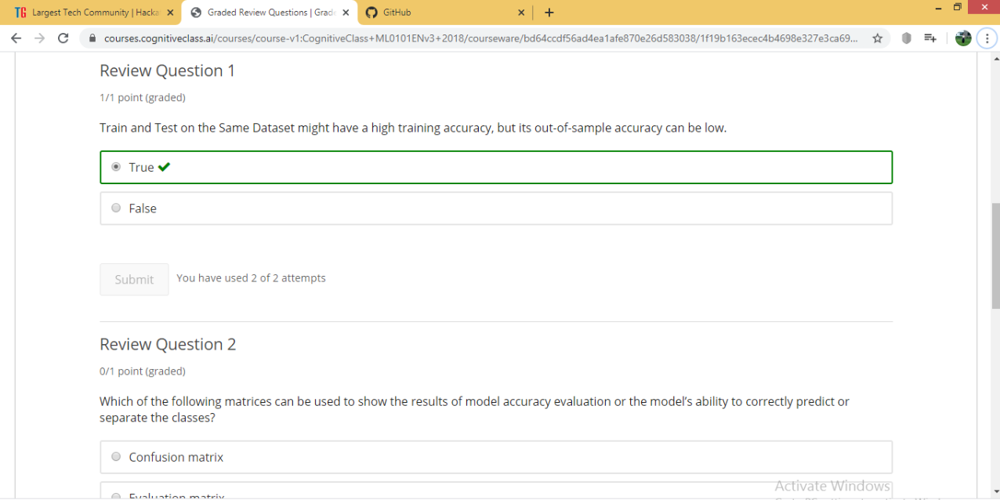 TG Largest Tech Community | Hacka
Graded Review Questions | Grade
GitHub
courses.cognitiveclass.ai/courses/course-v1:CognitiveClass+ML0101ENv3+2018/courseware/bd64ccdf56ad4ea1afe870e26d583038/1f19b163ecec4b4698e327e3ca69...
Review Question 1
1/1 point (graded)
Train and Test on the Same Dataset might have a high training accuracy, but its out-of-sample accuracy can be low.
True
False
Submit You have used 2 of 2 attempts
Review Question 2
0/1 point (graded)
Which of the following matrices can be used to show the results of model accuracy evaluation or the model’s ability to correctly predict or
separate the classes?
Confusion matrix
Evaluation matrix
Activate Windows